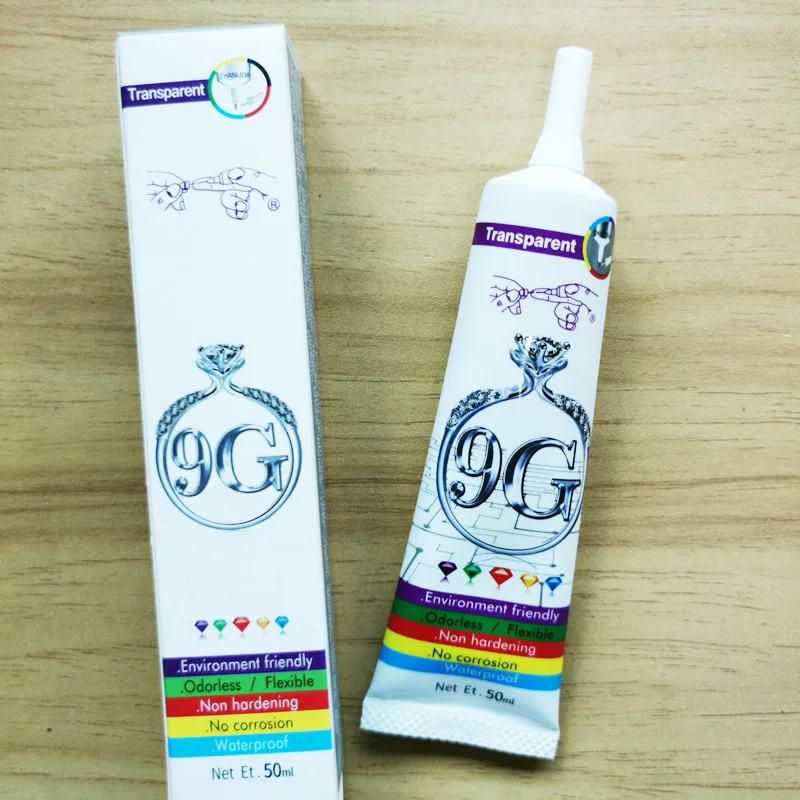 Transparent
ZHANLIDA
®
9G
.Environment friendly
.Odorless / Flexible
.Non hardening
.No corrosion
.Waterproof
Net Et. 50ml
Transparent
®
9G
.Environment friendly
.Odorless / Flexible
.Non hardening
.No corrosion
.Waterproof
Net Et. 50ml